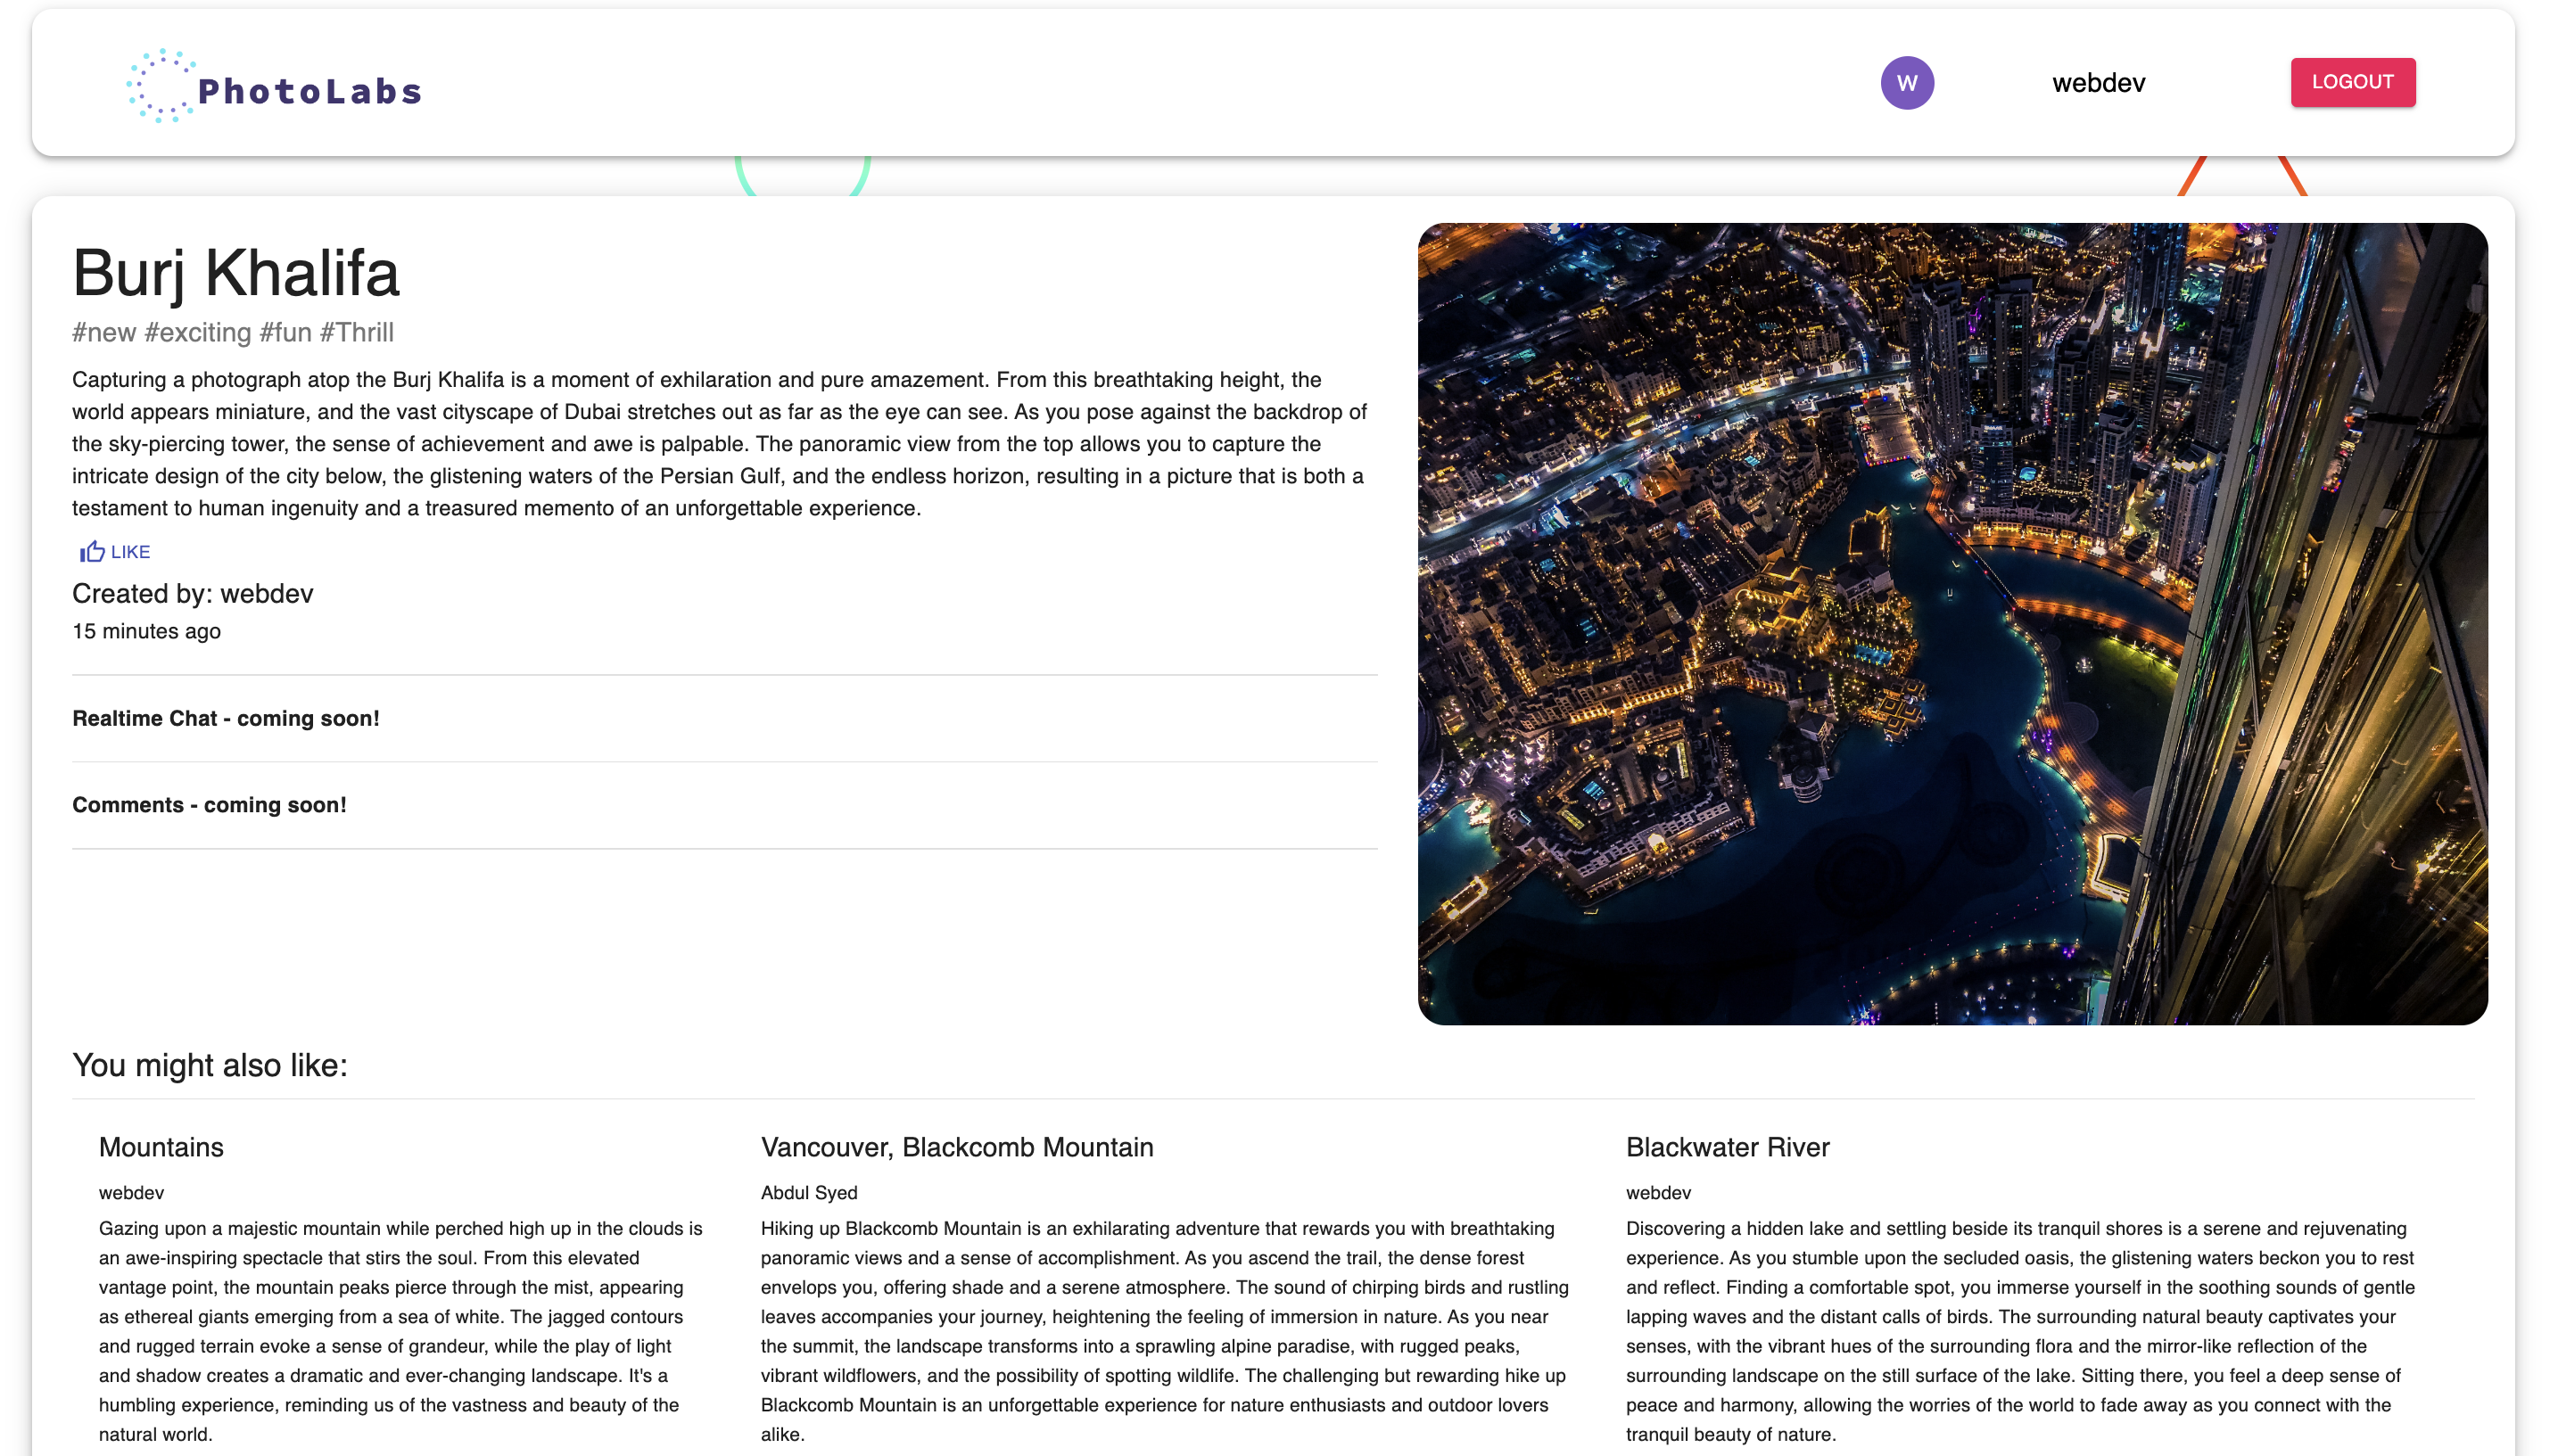 PhotoLabs
W
webdev
LOGOUT
Burj Khalifa
#new #exciting #fun #Thrill
Capturing a photograph atop the Burj Khalifa is a moment of exhilaration and pure amazement. From this breathtaking height, the
world appears miniature, and the vast cityscape of Dubai stretches out as far as the eye can see. As you pose against the backdrop of
the sky-piercing tower, the sense of achievement and awe is palpable. The panoramic view from the top allows you to capture the
intricate design of the city below, the glistening waters of the Persian Gulf, and the endless horizon, resulting in a picture that is both a
testament to human ingenuity and a treasured memento of an unforgettable experience.
LIKE
Created by: webdev
15 minutes ago
Realtime Chat - coming soon!
Comments - coming soon!
You might also like:
Mountains
webdev
Gazing upon a majestic mountain while perched high up in the clouds is
an awe-inspiring spectacle that stirs the soul. From this elevated
vantage point, the mountain peaks pierce through the mist, appearing
as ethereal giants emerging from a sea of white. The jagged contours
and rugged terrain evoke a sense of grandeur, while the play of light
and shadow creates a dramatic and ever-changing landscape. It's a
humbling experience, reminding us of the vastness and beauty of the
natural world.
Vancouver, Blackcomb Mountain
Abdul Syed
Hiking up Blackcomb Mountain is an exhilarating adventure that rewards you with breathtaking
panoramic views and a sense of accomplishment. As you ascend the trail, the dense forest
envelops you, offering shade and a serene atmosphere. The sound of chirping birds and rustling
leaves accompanies your journey, heightening the feeling of immersion in nature. As you near
the summit, the landscape transforms into a sprawling alpine paradise, with rugged peaks,
vibrant wildflowers, and the possibility of spotting wildlife. The challenging but rewarding hike up
Blackcomb Mountain is an unforgettable experience for nature enthusiasts and outdoor lovers
alike.
Blackwater River
webdev
Discovering a hidden lake and settling beside its tranquil shores is a serene and rejuvenating
experience. As you stumble upon the secluded oasis, the glistening waters beckon you to rest
and reflect. Finding a comfortable spot, you immerse yourself in the soothing sounds of gentle
lapping waves and the distant calls of birds. The surrounding natural beauty captivates your
senses, with the vibrant hues of the surrounding flora and the mirror-like reflection of the
surrounding landscape on the still surface of the lake. Sitting there, you feel a deep sense of
peace and harmony, allowing the worries of the world to fade away as you connect with the
tranquil beauty of nature.